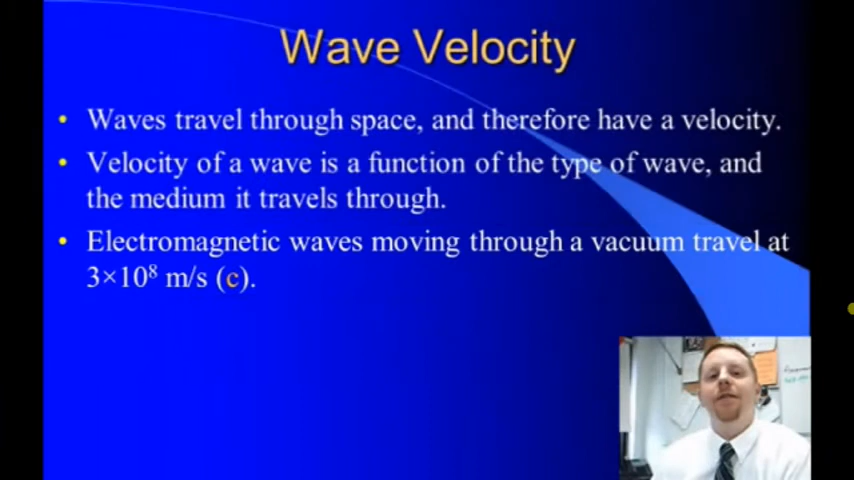 Wave Velocity
• Waves travel through space, and therefore have a velocity.
• Velocity of a wave is a function of the type of wave, and
the medium it travels through.
• Electromagnetic waves moving through a vacuum travel at
3×10⁸ m/s (c).